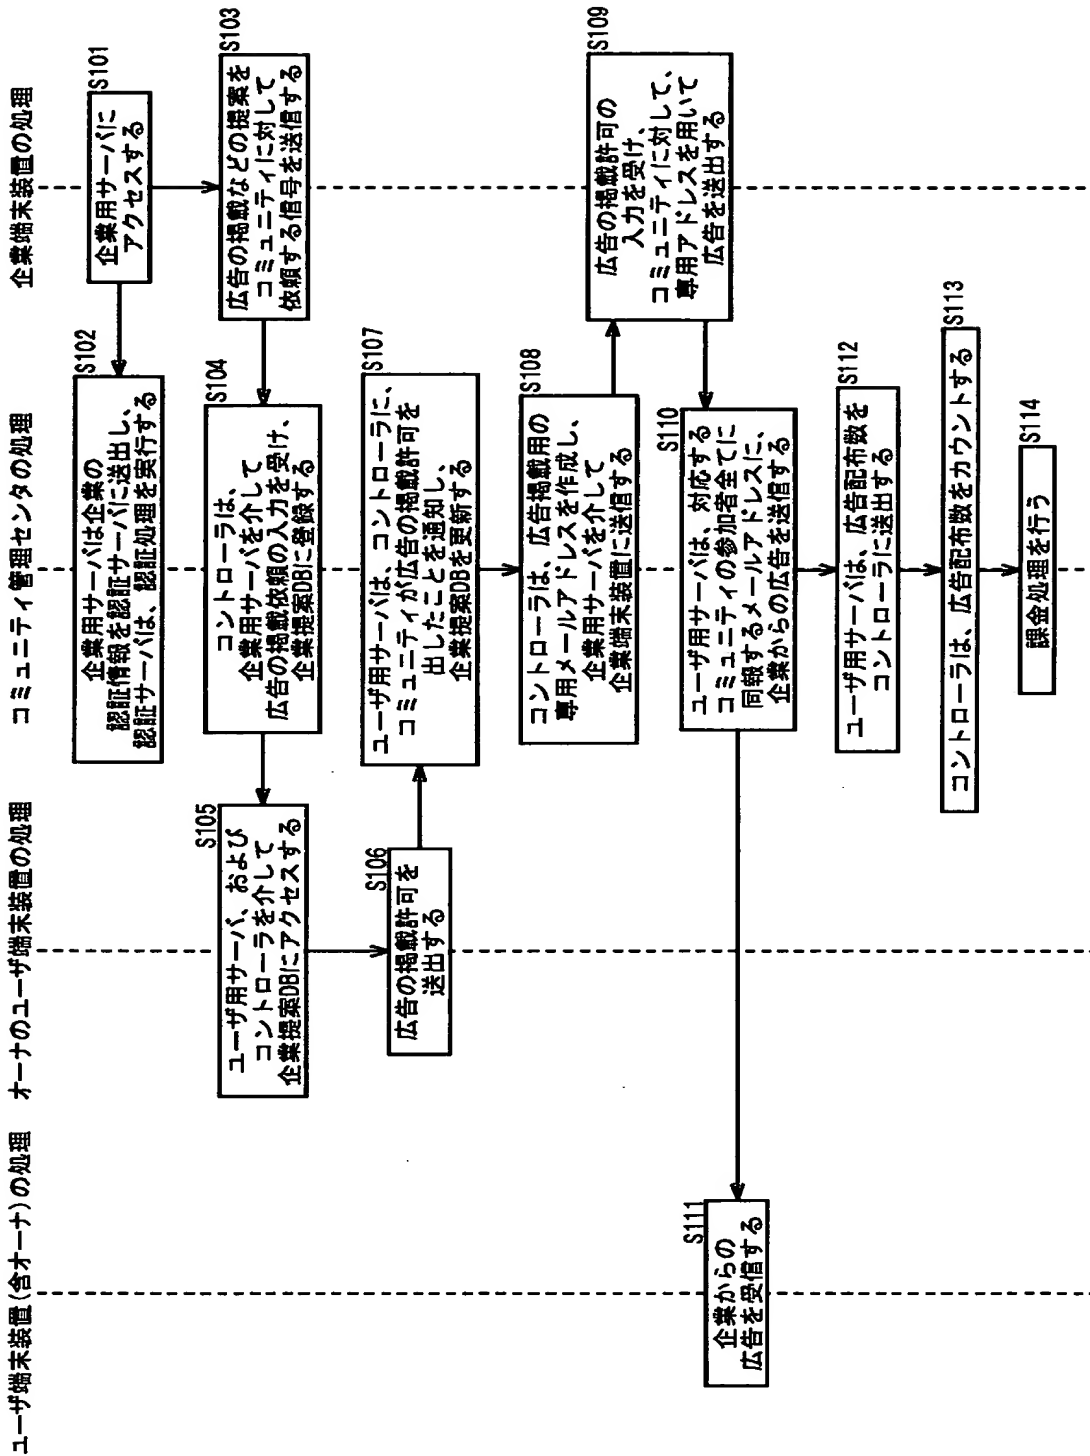 ユーザ端末装置(含オーナ)の処理
オーナのユーザ端末装置の処理
コミュニティ管理センタの処理
企業端末装置の処理
S101
企業用サーバに
アクセスする
S102
企業用サーバは企業の
認証情報を認証サーバに送出し、
認証サーバは、認証処理を実行する
S103
広告の掲載などの提案を
コミュニティに対して
依頼する信号を送信する
S104
コントローラは、
企業用サーバを介して
広告の掲載依頼の入力を受け、
企業提案DBに登録する
S105
ユーザ用サーバ、および
コントローラを介して
企業提案DBにアクセスする
S106
広告の掲載許可を
送出する
S107
ユーザ用サーバは、コントローラに、
コミュニティが広告の掲載許可を
出したことを通知し、
企業提案DBを更新する
S108
コントローラは、広告掲載用の
専用メールアドレスを作成し、
企業用サーバを介して
企業端末装置に送信する
S109
広告の掲載許可の
入力を受け、
コミュニティに対して、
専用アドレスを用いて
広告を送出する
S110
ユーザ用サーバは、対応する
コミュニティの参加者全てに
同報するメールアドレスに、
企業からの広告を送信する
S111
企業からの
広告を受信する
S112
ユーザ用サーバは、広告配布数を
コントローラに送出する
S113
コントローラは、広告配布数をカウントする
S114
課金処理を行う